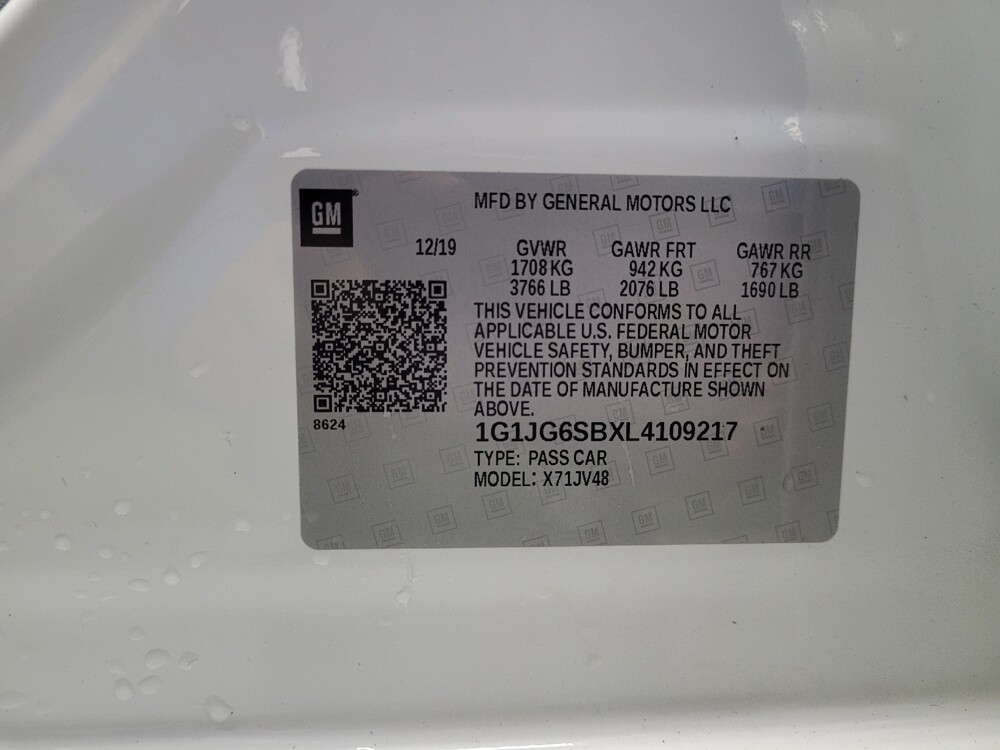 GM
MFD BY GENERAL MOTORS LLC
12/19 GVWR GAWR FRT GAWR RR
1708 KG 942 KG 767 KG
3766 LB 2076 LB 1690 LB
THIS VEHICLE CONFORMS TO ALL
APPLICABLE U.S. FEDERAL MOTOR
VEHICLE SAFETY, BUMPER, AND THEFT
PREVENTION STANDARDS IN EFFECT ON
THE DATE OF MANUFACTURE SHOWN
ABOVE.
8624
1G1JG6SBXL4109217
TYPE: PASS CAR
MODEL: X71JV48